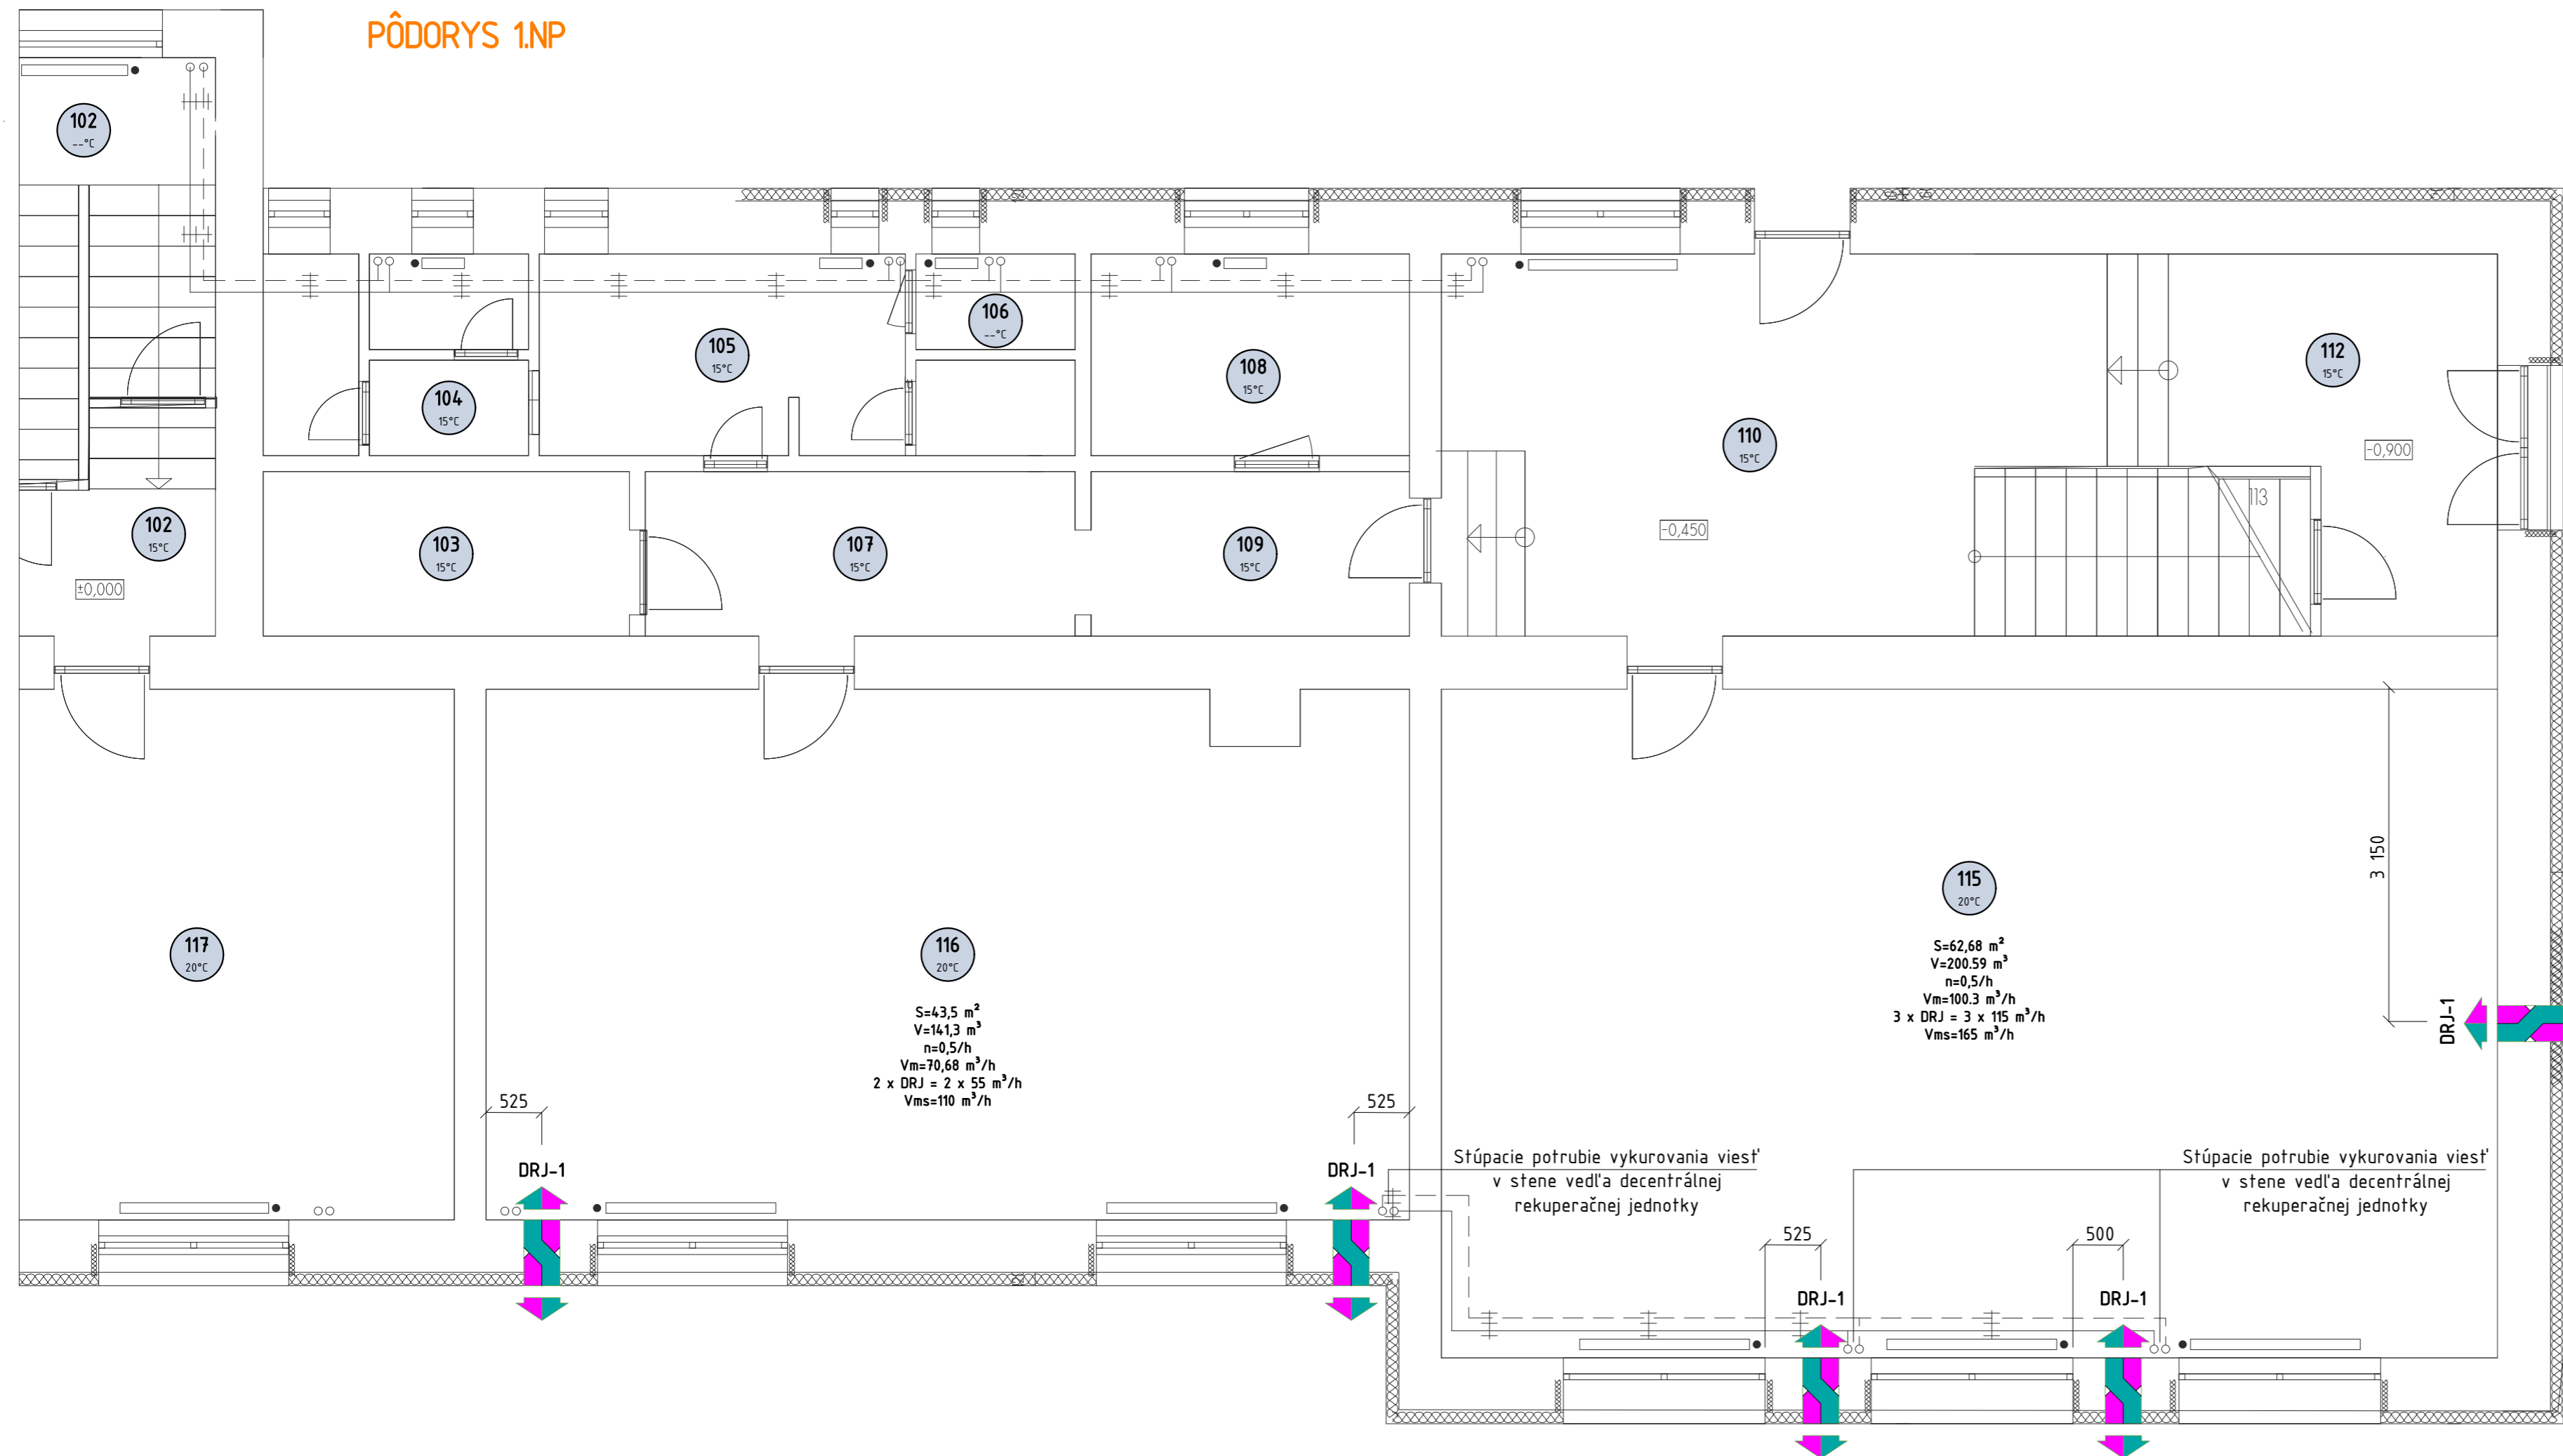 PÔDORYS 1.NP
102
--°C
106
--°C
105
15°C
112
15°C
108
15°C
104
15°C
110
15°C
-0,900
113
102
15°C
103
15°C
107
15°C
109
15°C
-0,450
±0,000
3 150
115
20°C
S=62,68 m²
V=200.59 m³
n=0,5/h
Vm=100.3 m³/h
3 x DRJ = 3 x 115 m³/h
Vms=165 m³/h
DRJ-1
117
20°C
116
20°C
S=43,5 m²
V=141,3 m³
n=0,5/h
Vm=70,68 m³/h
2 x DRJ = 2 x 55 m³/h
Vms=110 m³/h
525
525
DRJ-1
DRJ-1
Stúpacie potrubie vykurovania viesť
v stene vedľa decentrálnej
rekuperačnej jednotky
Stúpacie potrubie vykurovania viesť
v stene vedľa decentrálnej
rekuperačnej jednotky
525
500
DRJ-1
DRJ-1